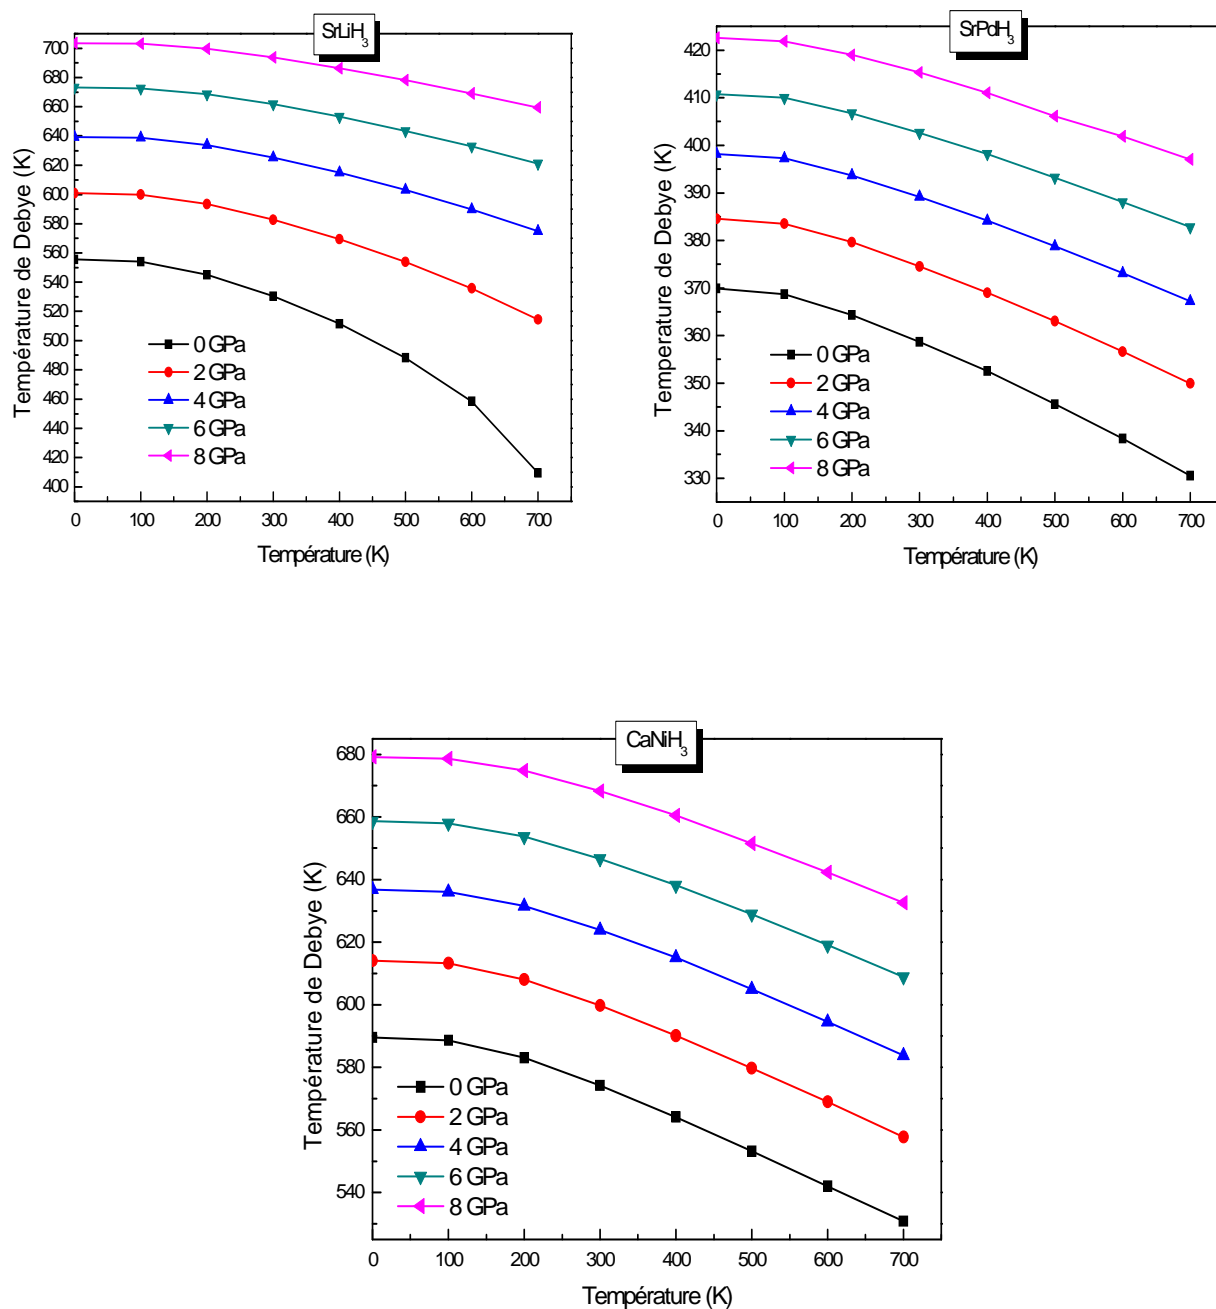 SrLiH3
700
680
660
640
620
600
580
560
540
520
500
480
460
440
420
400
Température de Debye (K)
0 GPa
2 GPa
4 GPa
6 GPa
8 GPa
0 100 200 300 400 500 600 700
Température (K)
SrPdH3
420
410
400
390
380
370
360
350
340
330
Température de Debye (K)
0 GPa
2 GPa
4 GPa
6 GPa
8 GPa
0 100 200 300 400 500 600 700
Température (K)
CaNiH3
680
660
640
620
600
580
560
540
Température de Debye (K)
0 GPa
2 GPa
4 GPa
6 GPa
8 GPa
0 100 200 300 400 500 600 700
Température (K)